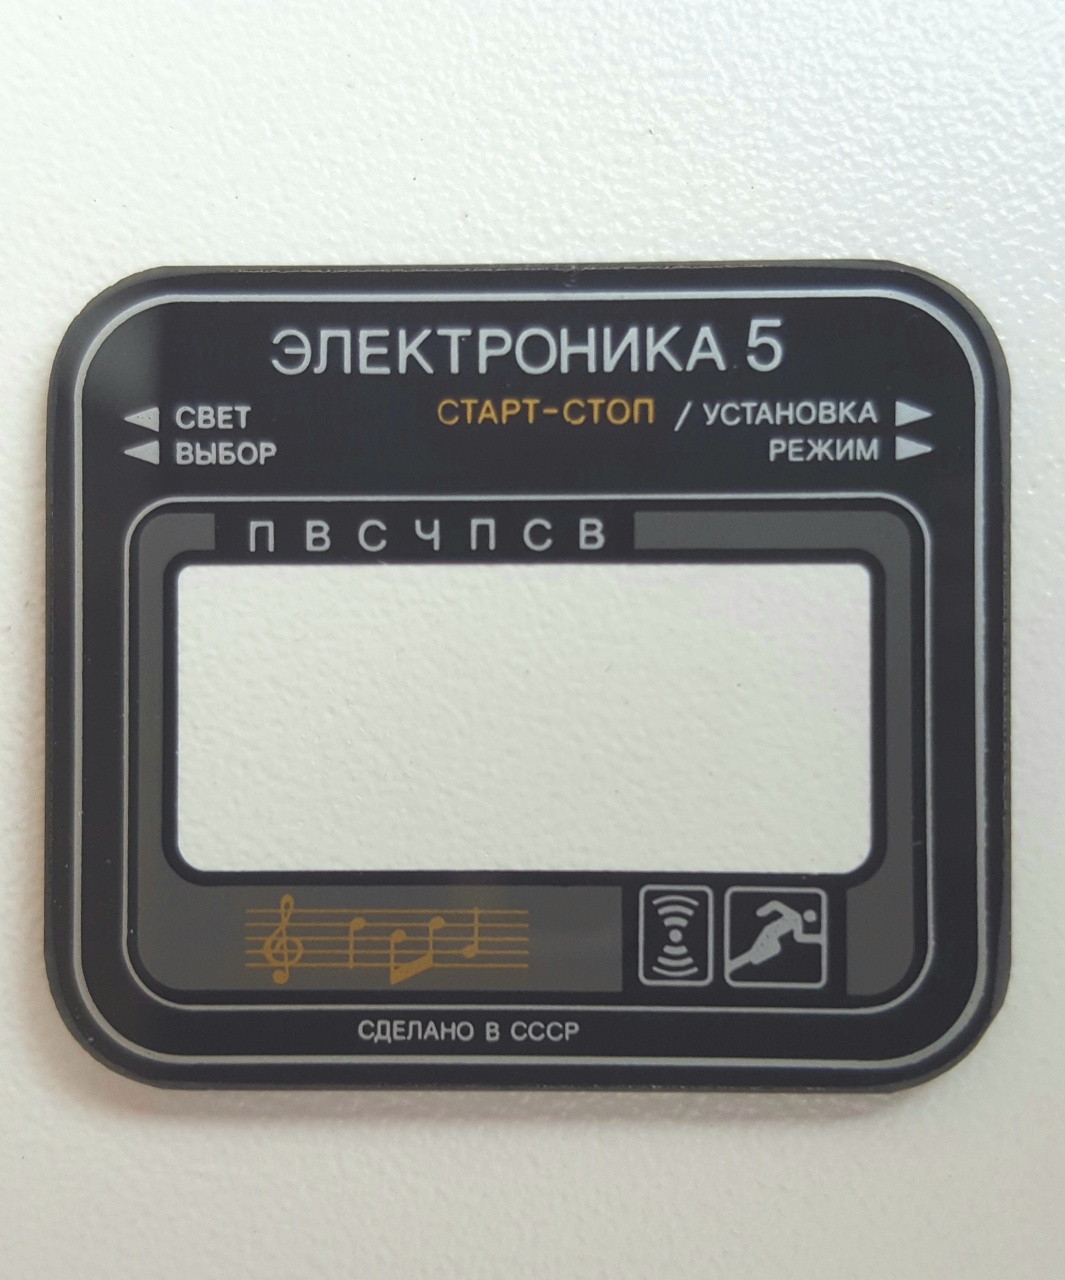 ЭЛЕКТРОНИКА 5
СВЕТ СТАРТ-СТОП / УСТАНОВКА
ВЫБОР РЕЖИМ
П В С Ч П С В
СДЕЛАНО В СССР